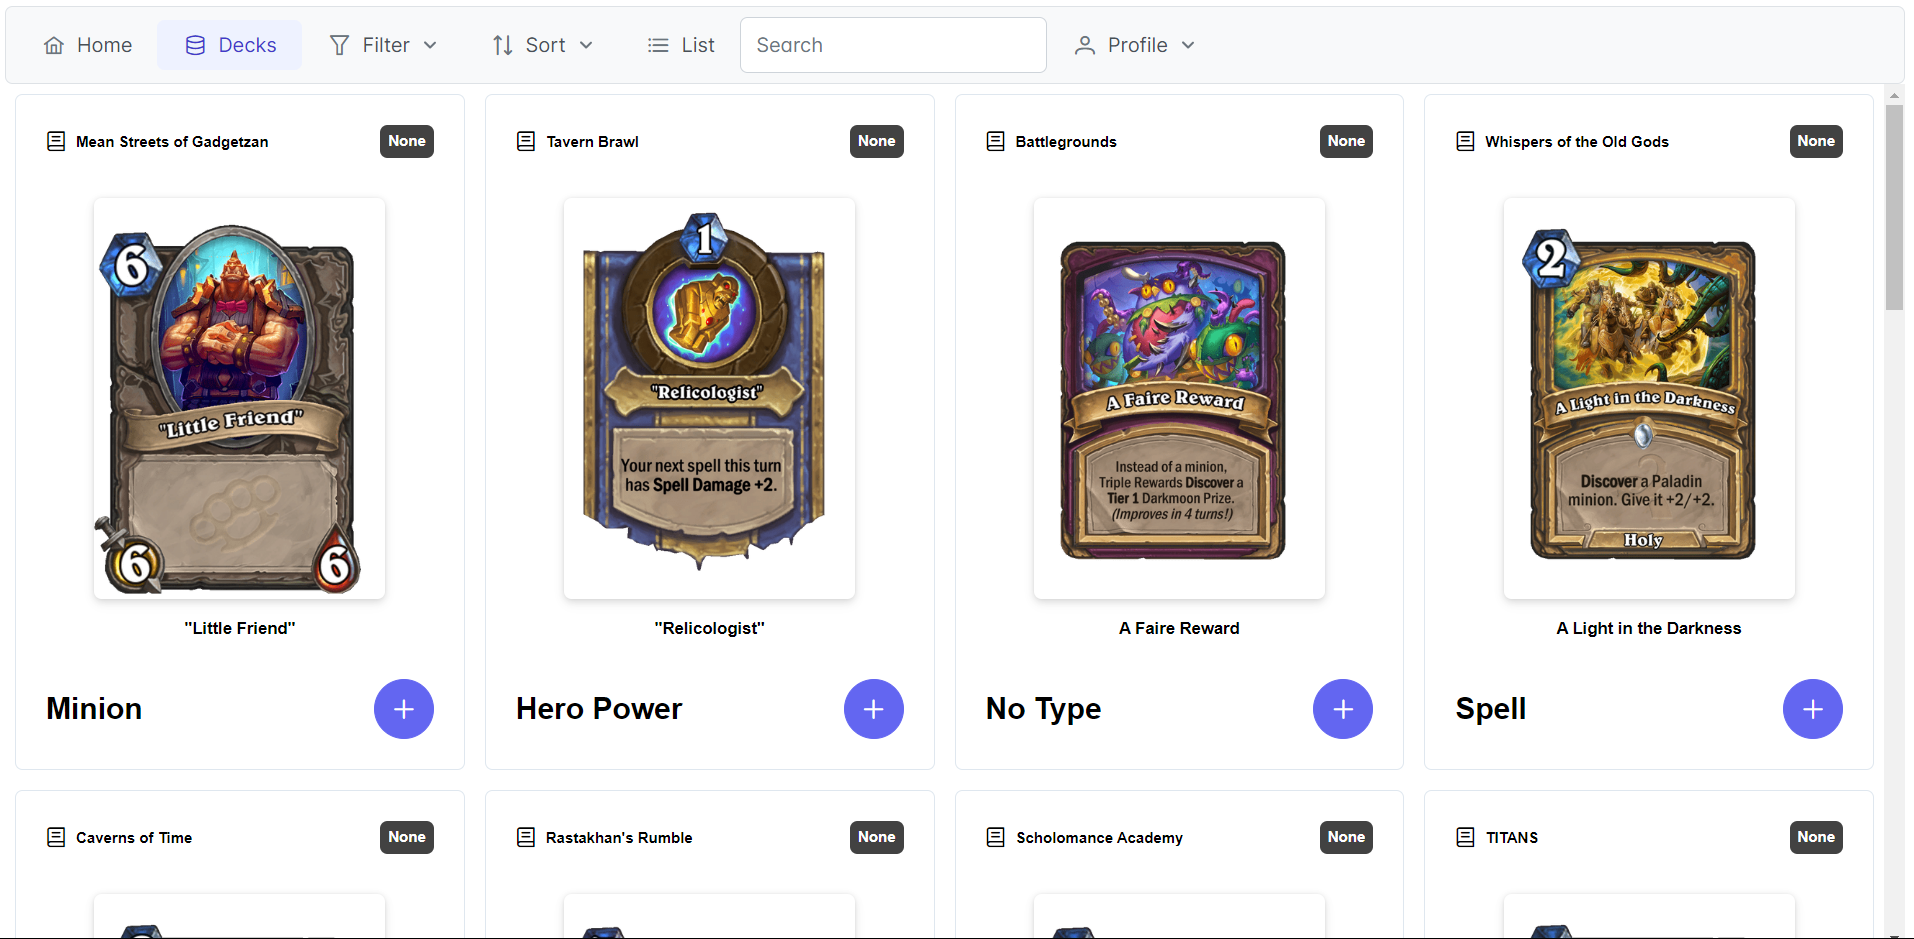 Home
Decks
Filter
Sort
List
Search
Profile
Mean Streets of Gadgetzan
None
6
"Little Friend"
6
6
"Little Friend"
Minion
Tavern Brawl
None
1
"Relicologist"
Your next spell this turn
has Spell Damage +2.
"Relicologist"
Hero Power
Battlegrounds
None
A Faire Reward
Instead of a minion,
Triple Rewards Discover a
Tier 1 Darkmoon Prize.
(Improves in 4 turns!)
A Faire Reward
No Type
Whispers of the Old Gods
None
2
A Light in the Darkness
Discover a Paladin
minion. Give it +2/+2.
Holy
A Light in the Darkness
Spell
Caverns of Time
None
Rastakhan's Rumble
None
Scholomance Academy
None
TITANS
None